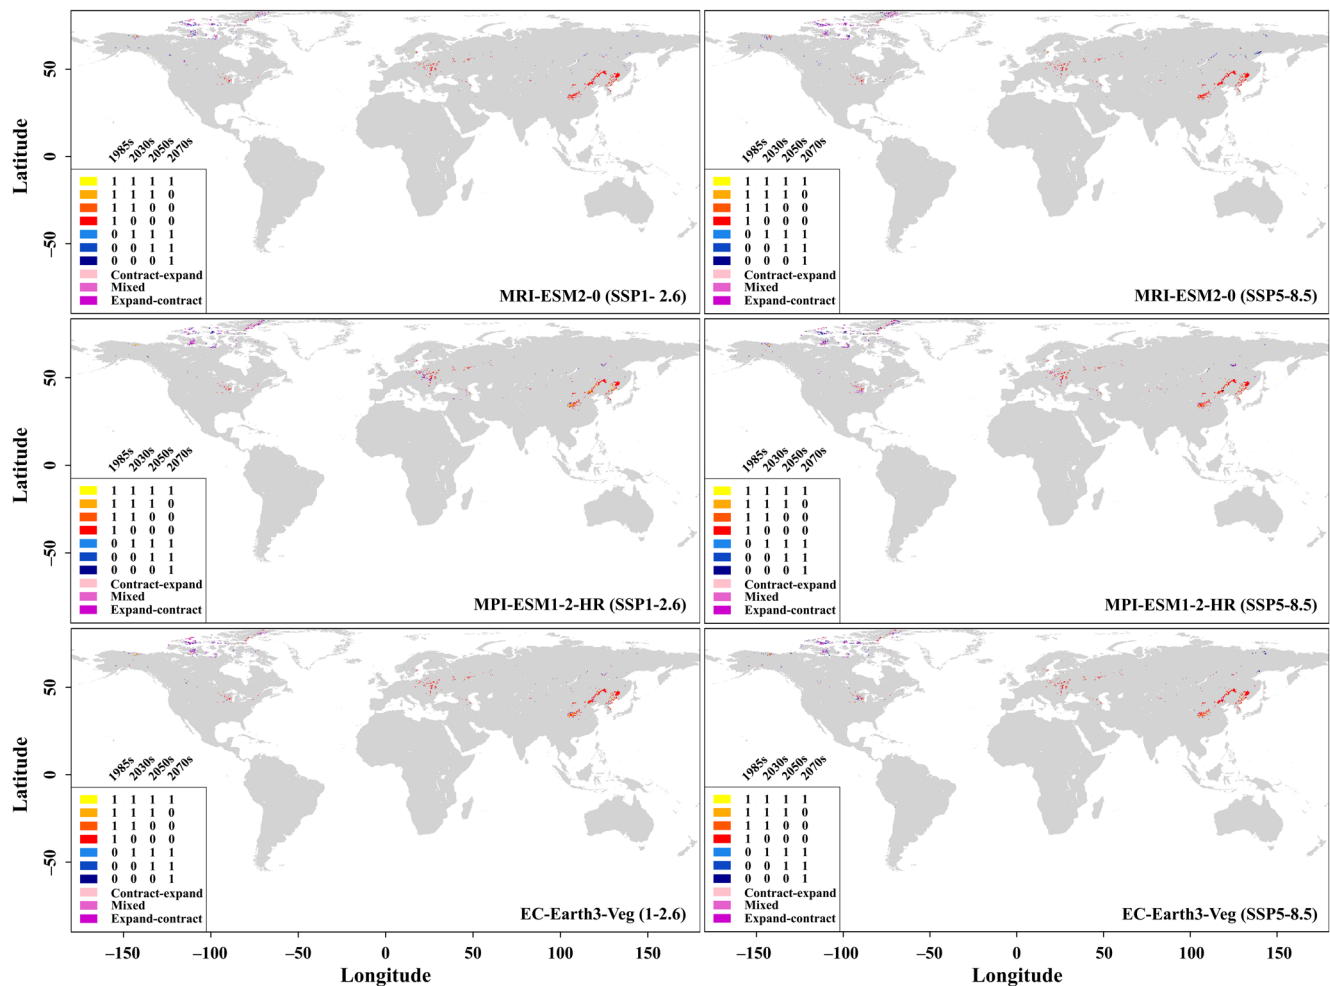 Latitude
50
0
−50
1985s 2030s 2050s 2070s
1 1 1 1
1 1 1 0
1 1 0 0
1 0 0 0
0 1 1 1
0 0 1 1
0 0 0 1
Contract-expand
Mixed
Expand-contract
MRI-ESM2-0 (SSP1- 2.6)
1985s 2030s 2050s 2070s
1 1 1 1
1 1 1 0
1 1 0 0
1 0 0 0
0 1 1 1
0 0 1 1
0 0 0 1
Contract-expand
Mixed
Expand-contract
MRI-ESM2-0 (SSP5-8.5)
Latitude
50
0
−50
1985s 2030s 2050s 2070s
1 1 1 1
1 1 1 0
1 1 0 0
1 0 0 0
0 1 1 1
0 0 1 1
0 0 0 1
Contract-expand
Mixed
Expand-contract
MPI-ESM1-2-HR (SSP1-2.6)
1985s 2030s 2050s 2070s
1 1 1 1
1 1 1 0
1 1 0 0
1 0 0 0
0 1 1 1
0 0 1 1
0 0 0 1
Contract-expand
Mixed
Expand-contract
MPI-ESM1-2-HR (SSP5-8.5)
Latitude
50
0
−50
1985s 2030s 2050s 2070s
1 1 1 1
1 1 1 0
1 1 0 0
1 0 0 0
0 1 1 1
0 0 1 1
0 0 0 1
Contract-expand
Mixed
Expand-contract
EC-Earth3-Veg (1-2.6)
1985s 2030s 2050s 2070s
1 1 1 1
1 1 1 0
1 1 0 0
1 0 0 0
0 1 1 1
0 0 1 1
0 0 0 1
Contract-expand
Mixed
Expand-contract
EC-Earth3-Veg (SSP5-8.5)
−150 −100 −50 0 50 100 150
Longitude
−150 −100 −50 0 50 100 150
Longitude